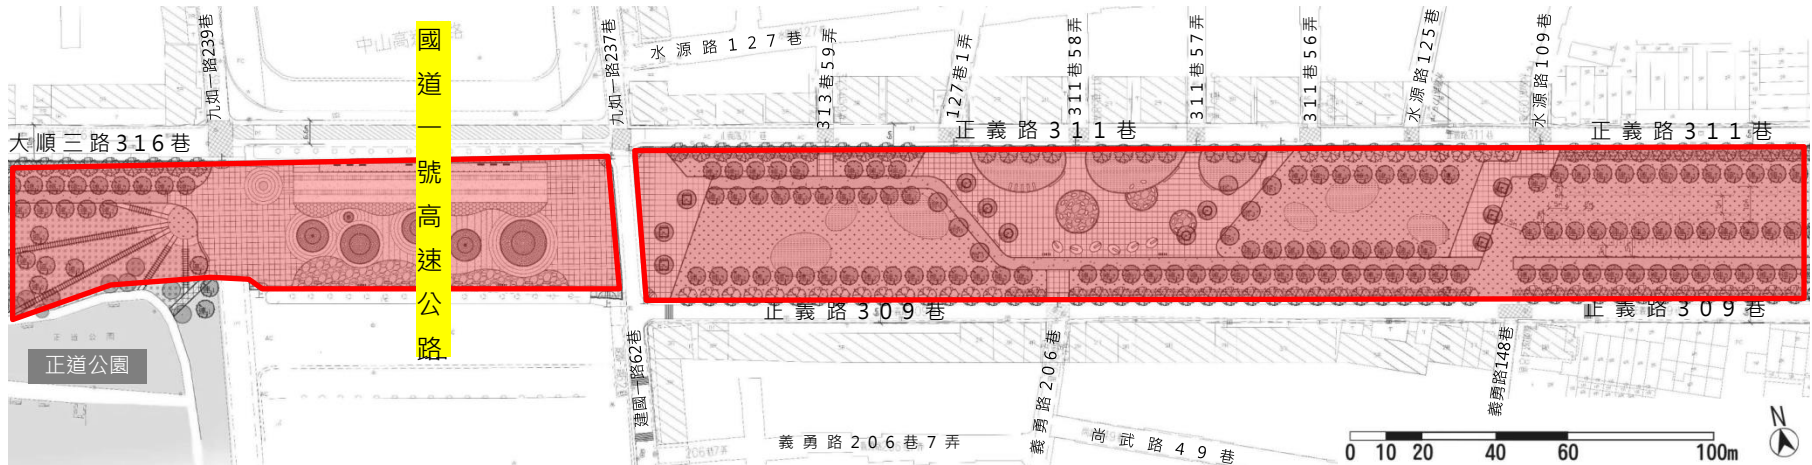 九如一路239巷
中山高速
國道一號高速公路
九如一路237巷
水源路127巷
313巷59弄
127巷1弄
311巷58弄
311巷57弄
311巷56弄
水源路125巷
水源路109巷
大順三路316巷
正義路311巷
正義路311巷
正義路309巷
正義路309巷
正道公園
正道公園
建國一路62巷
義勇路206巷
義勇路148巷
義勇路206巷7弄
尚武路49巷
N
0 10 20 40 60 100m